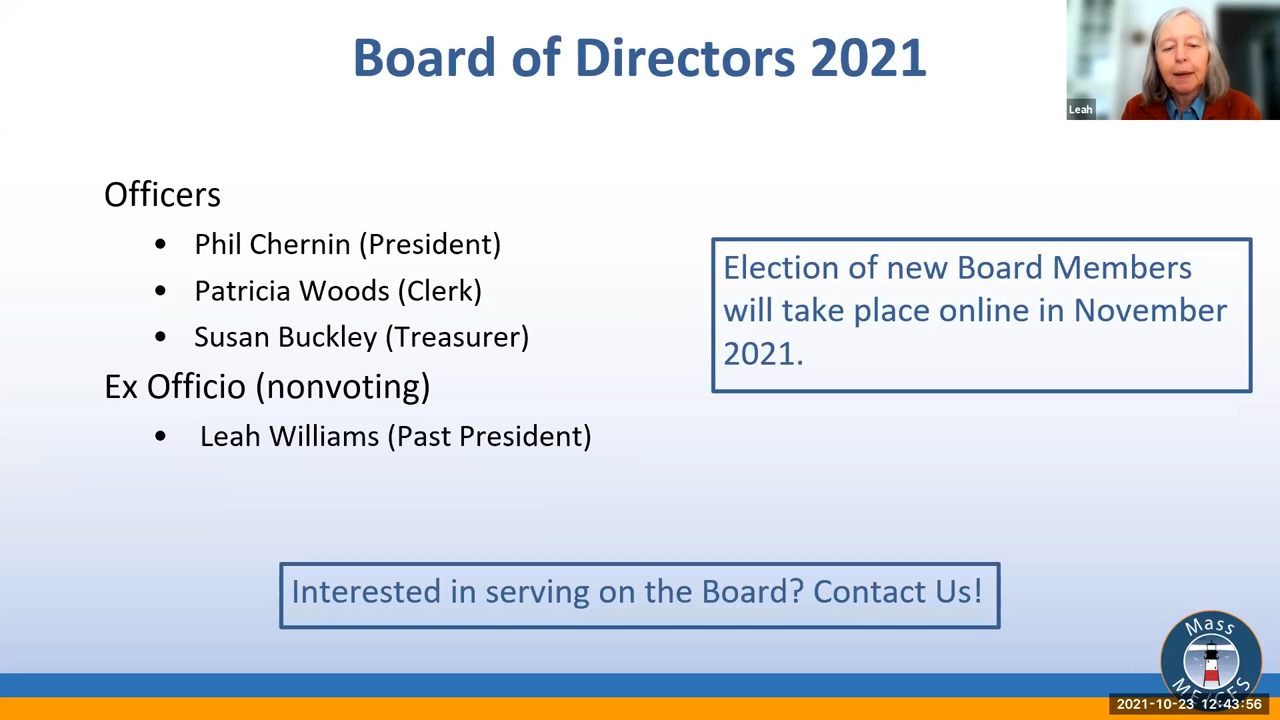 Board of Directors 2021
Leah
Officers
• Phil Chernin (President)
• Patricia Woods (Clerk)
• Susan Buckley (Treasurer)
Ex Officio (nonvoting)
• Leah Williams (Past President)
Election of new Board Members
will take place online in November
2021.
Interested in serving on the Board? Contact Us!
Mass
ME/CFS
2021-10-23 12:43:56